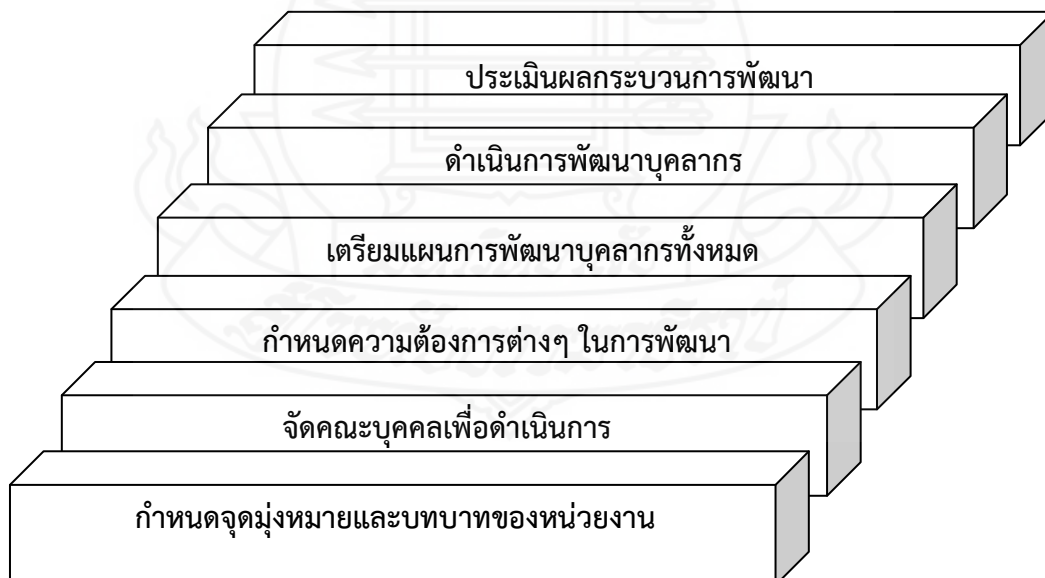 ประเมินผลกระบวนการพัฒนา
ดำเนินการพัฒนาบุคลากร
เตรียมแผนการพัฒนาบุคลากรทั้งหมด
กำหนดความต้องการต่างๆ ในการพัฒนา
จัดคณะบุคคลเพื่อดำเนินการ
กำหนดจุดมุ่งหมายและบทบาทของหน่วยงาน